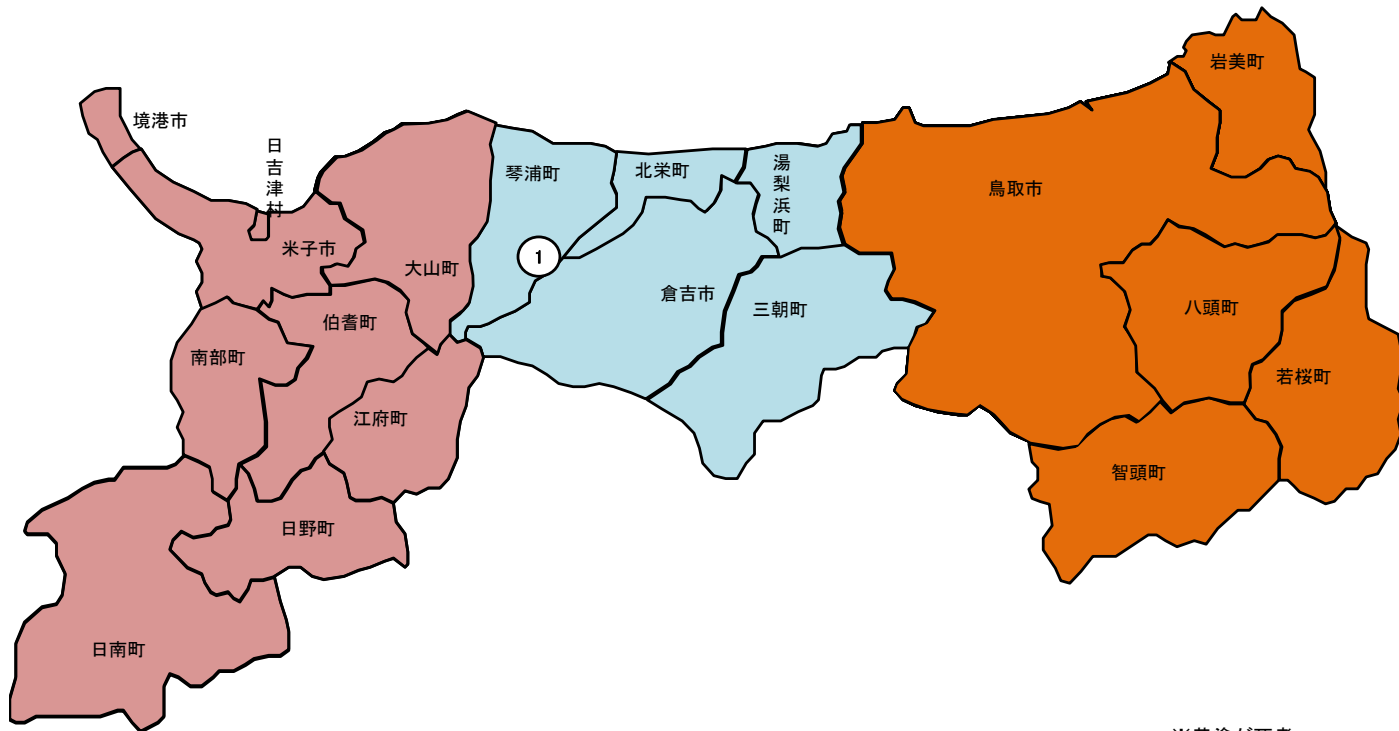 岩美町
境港市
日吉津村
琴浦町
北栄町
湯梨浜町
鳥取市
米子市
大山町
1
倉吉市
三朝町
八頭町
伯耆町
南部町
若桜町
江府町
智頭町
日野町
日南町